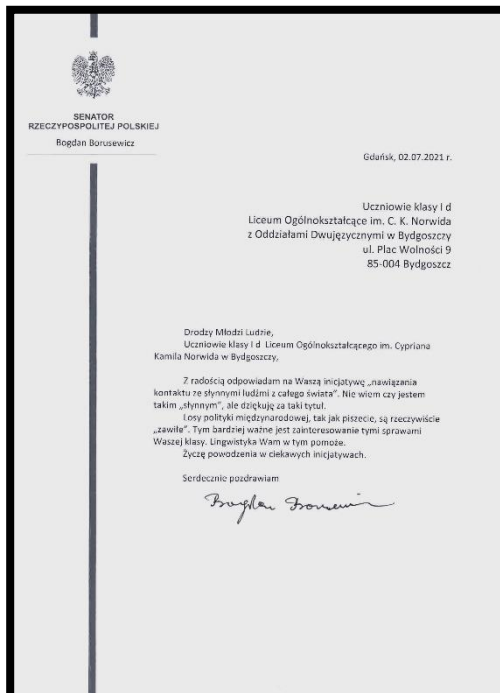 SENATOR
RZECZYPOSPOLITEJ POLSKIEJ
Bogdan Borusewicz
Gdańsk, 02.07.2021 r.
Uczniowie klasy I d
Liceum Ogólnokształcące im. C. K. Norwida
z Oddziałami Dwujęzycznymi w Bydgoszczy
ul. Plac Wolności 9
85-004 Bydgoszcz
Drodzy Młodzi Ludzie,
Uczniowie klasy I d Liceum Ogólnokształcącego im. Cypriana
Kamila Norwida w Bydgoszczy,
Z radością odpowiadam na Waszą inicjatywę „nawiązania
kontaktu ze słynnymi ludźmi z całego świata”. Nie wiem czy jestem
takim „słynnym”, ale dziękuję za taki tytuł.
Losy polityki międzynarodowej, tak jak piszecie, są rzeczywiście
„zawiłe”. Tym bardziej ważne jest zainteresowanie tymi sprawami
Waszej klasy. Lingwistyka Wam w tym pomoże.
Życzę powodzenia w ciekawych inicjatywach.
Serdecznie pozdrawiam
Bogdan Borusewicz